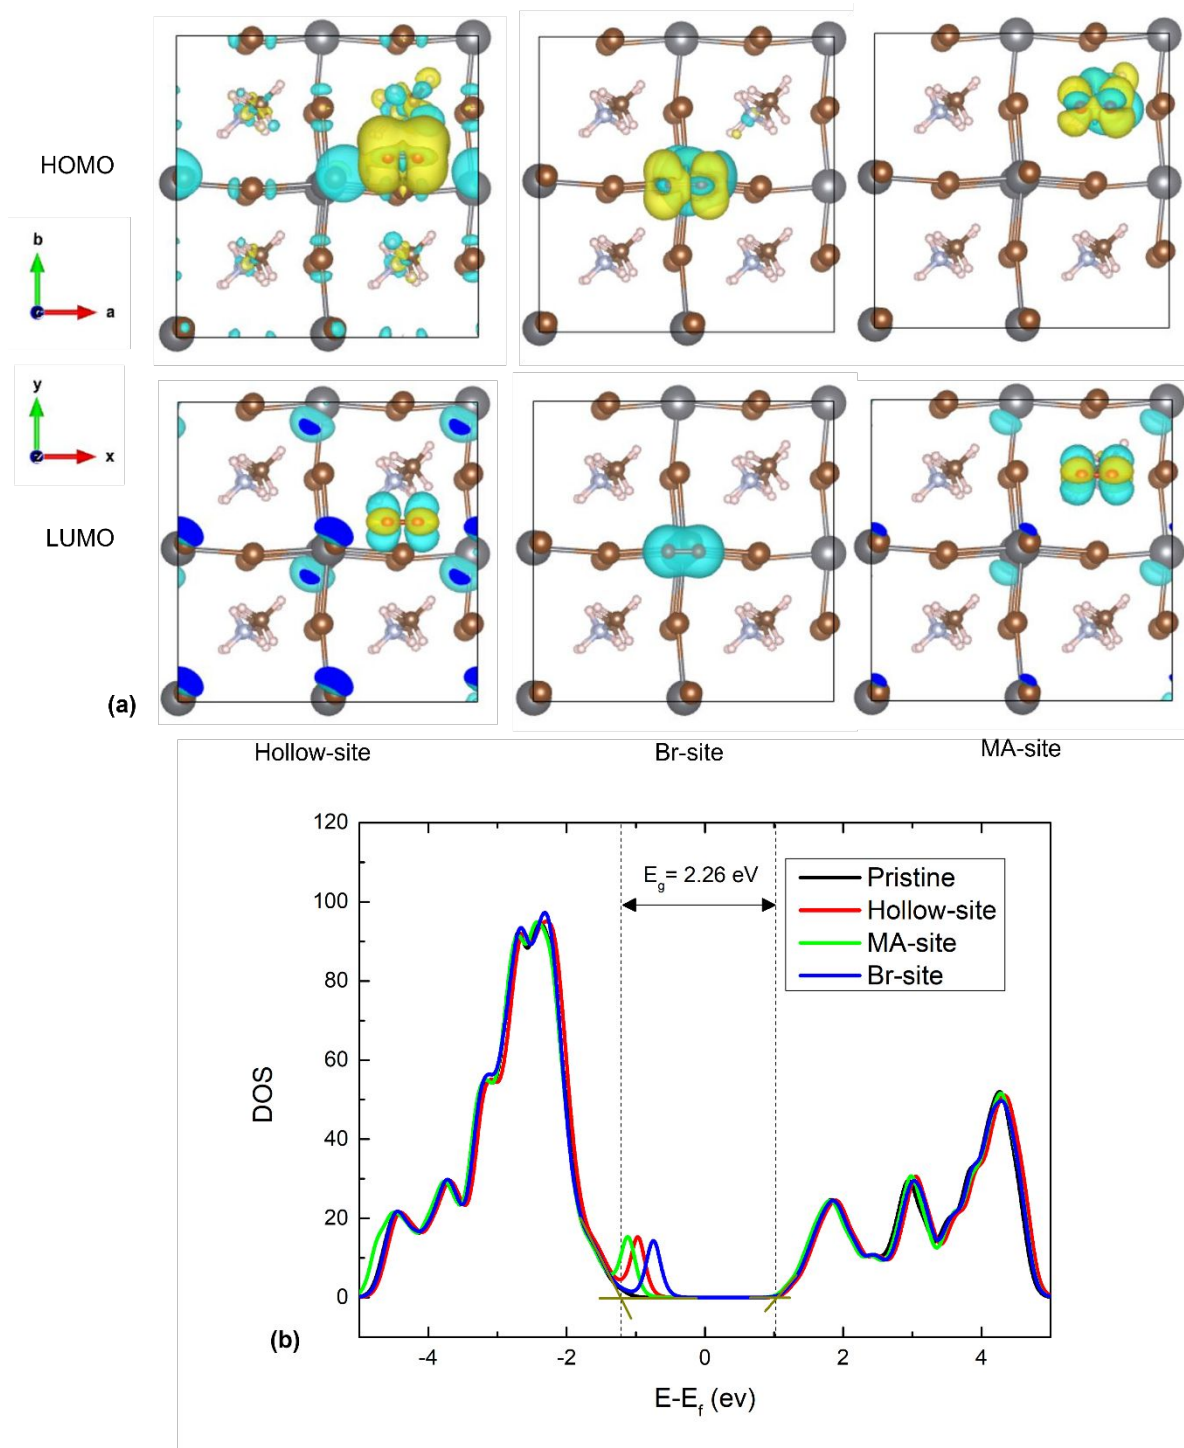 HOMO
b
a
y
z
x
LUMO
(a)
Hollow-site
Br-site
MA-site
120
100
80
60
40
20
0
DOS
Eg= 2.26 eV
Pristine
Hollow-site
MA-site
Br-site
(b)
-4
-2
0
2
4
E-Ef (ev)